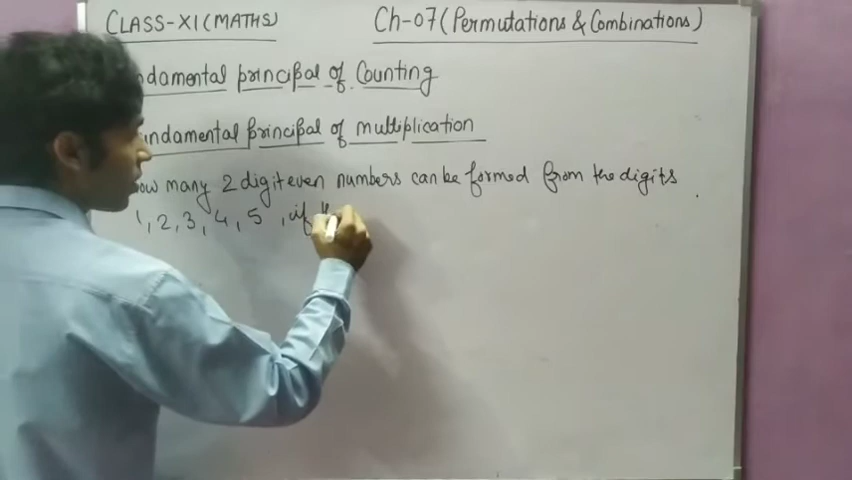 CLASS-XI (MATHS)
Ch-07 (Permutations & Combinations)
ndamental principal of Counting
undamental principal of multiplication
ow many 2 digit even numbers can be formed from the digits
1, 2, 3, 4, 5 , if